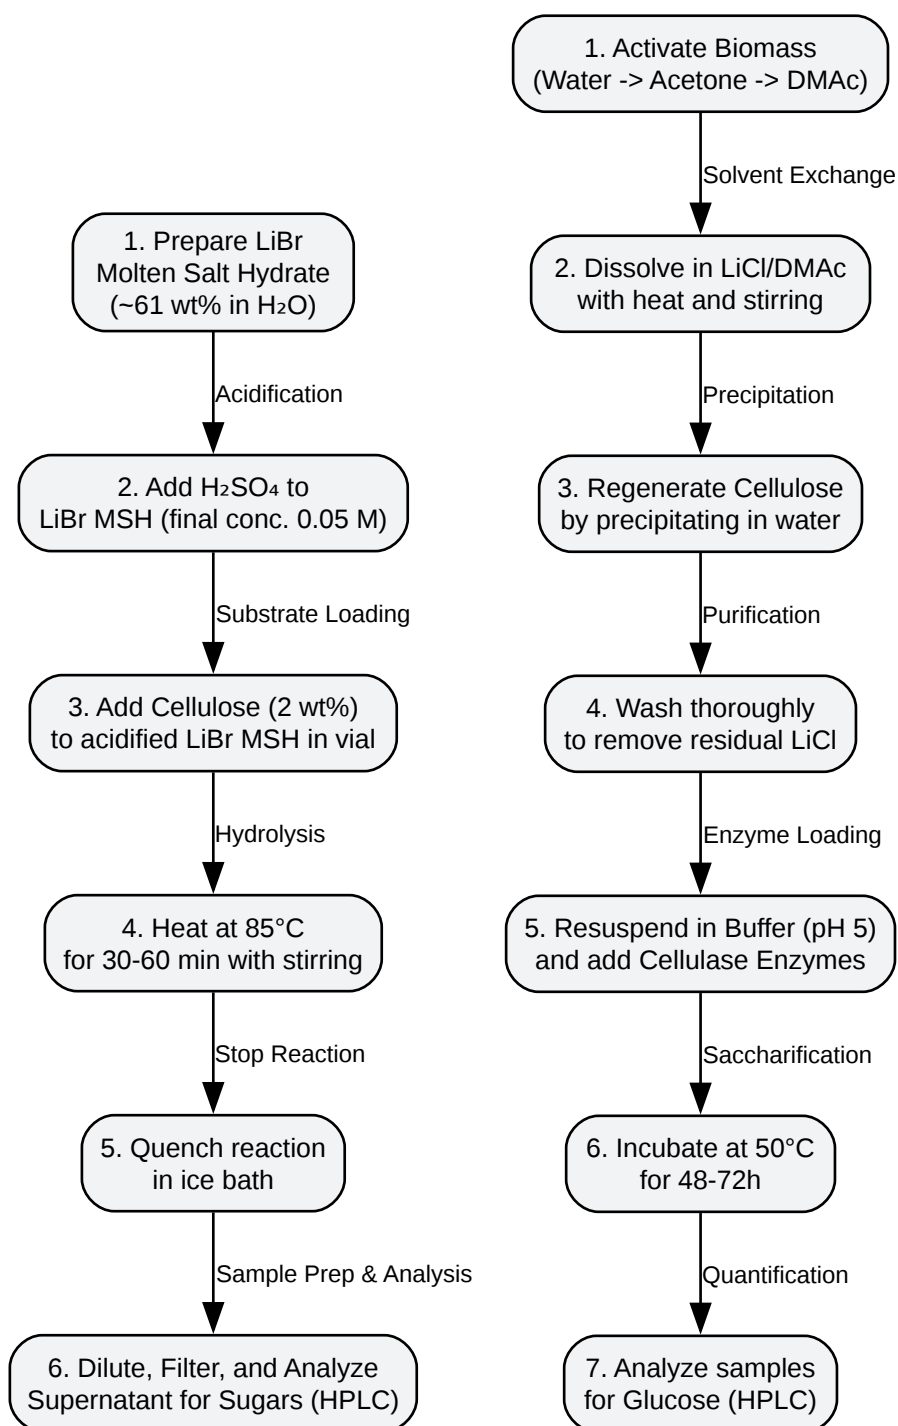 1. Prepare LiBr
Molten Salt Hydrate
(~61 wt% in H₂O)
Acidification
2. Add H₂SO₄ to
LiBr MSH (final conc. 0.05 M)
Substrate Loading
3. Add Cellulose (2 wt%)
to acidified LiBr MSH in vial
Hydrolysis
4. Heat at 85°C
for 30-60 min with stirring
Stop Reaction
5. Quench reaction
in ice bath
Sample Prep & Analysis
6. Dilute, Filter, and Analyze
Supernatant for Sugars (HPLC)
1. Activate Biomass
(Water -> Acetone -> DMAc)
Solvent Exchange
2. Dissolve in LiCl/DMAc
with heat and stirring
Precipitation
3. Regenerate Cellulose
by precipitating in water
Purification
4. Wash thoroughly
to remove residual LiCl
Enzyme Loading
5. Resuspend in Buffer (pH 5)
and add Cellulase Enzymes
Saccharification
6. Incubate at 50°C
for 48-72h
Quantification
7. Analyze samples
for Glucose (HPLC)